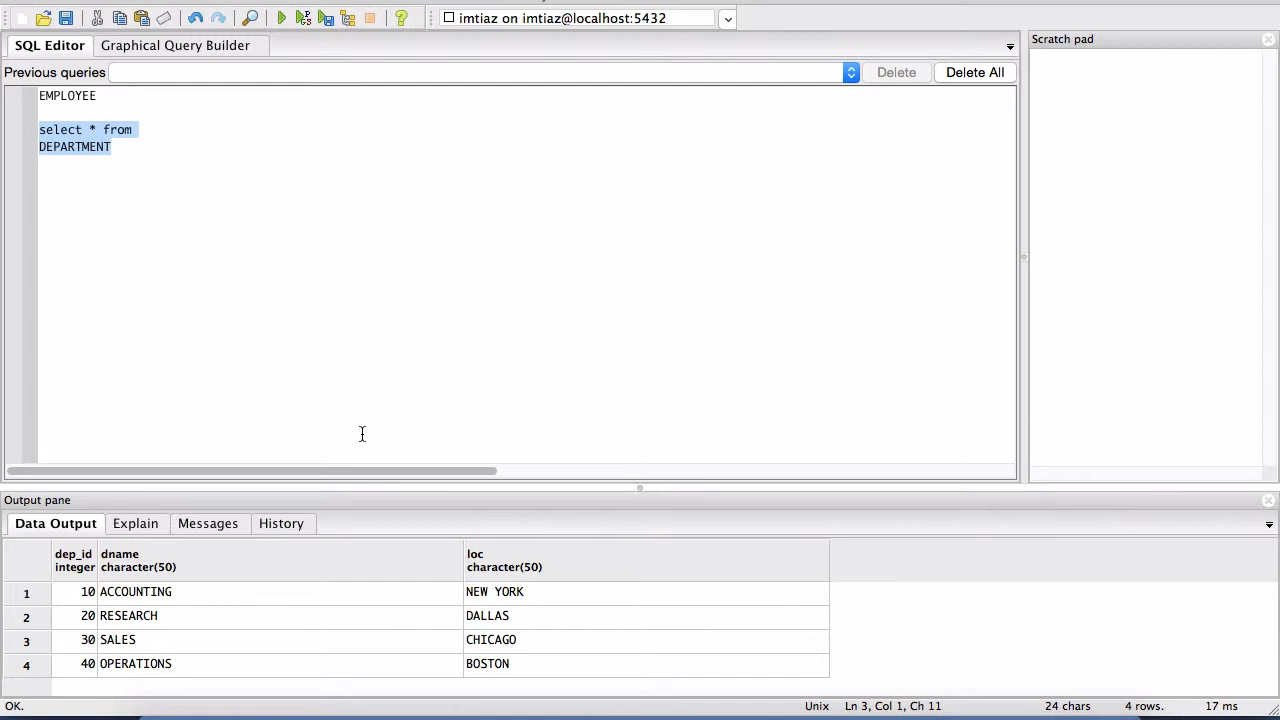 imtiaz on imtiaz@localhost:5432
SQL Editor
Graphical Query Builder
Scratch pad
Previous queries
Delete
Delete All
EMPLOYEE
select * from
DEPARTMENT
Output pane
Data Output
Explain
Messages
History
dep_id integer
dname character(50)
loc character(50)
1 10 ACCOUNTING NEW YORK
2 20 RESEARCH DALLAS
3 30 SALES CHICAGO
4 40 OPERATIONS BOSTON
OK.
Unix
Ln 3, Col 1, Ch 11
24 chars
4 rows.
17 ms